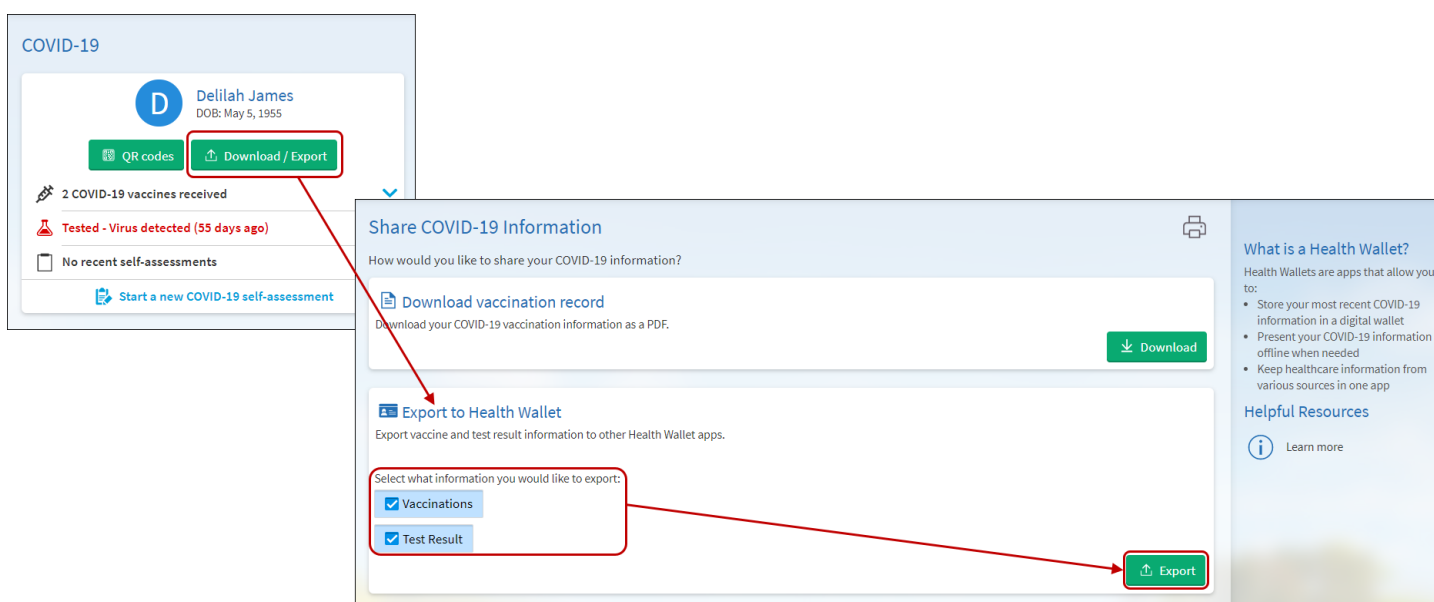 COVID-19
D
Delilah James
DOB: May 5, 1955
QR codes
Download / Export
2 COVID-19 vaccines received
Tested - Virus detected (55 days ago)
No recent self-assessments
Start a new COVID-19 self-assessment
Share COVID-19 Information
How would you like to share your COVID-19 information?
Download vaccination record
Download your COVID-19 vaccination information as a PDF.
Download
Export to Health Wallet
Export vaccine and test result information to other Health Wallet apps.
Select what information you would like to export:
Vaccinations
Test Result
Export
What is a Health Wallet?
Health Wallets are apps that allow you
to:
• Store your most recent COVID-19
information in a digital wallet
• Present your COVID-19 information
offline when needed
• Keep healthcare information from
various sources in one app
Helpful Resources
i
Learn more